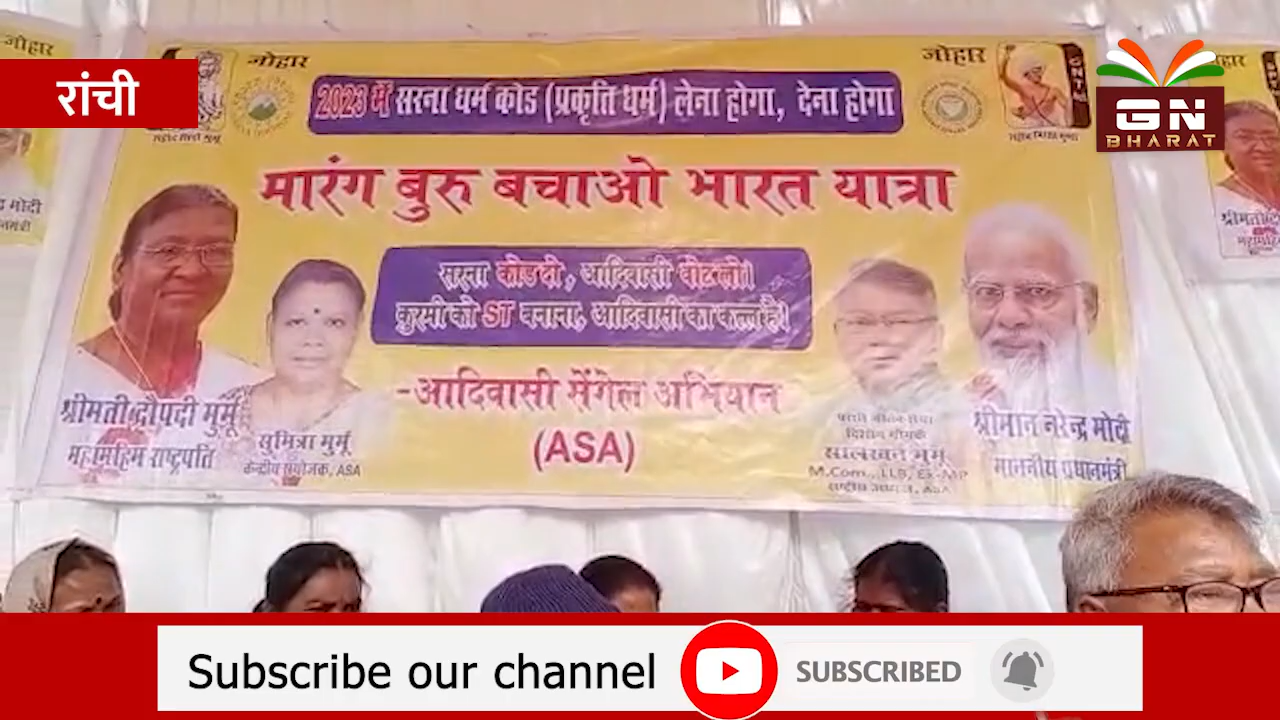 रांची
GN
BHARAT
जोहार
जोहार
जोहार
2023 में सरना धर्म कोड (प्रकृति धर्म) लेना होगा, देना होगा
मारंग बुरु बचाओ भारत यात्रा
सरना कोड दो, आदिवासी वोट लो।
कुरमी को ST बनाना, आदिवासी का कत्ल है।
-आदिवासी सेंगेल अभियान
(ASA)
श्रीमती द्रौपदी मुर्मू
महामहिम राष्ट्रपति
सुमित्रा मुर्मू
केन्द्रीय संयोजक, ASA
सालखन मुर्मू
M.Com., LLB, Ex-MP
राष्ट्रीय अध्यक्ष, ASA
श्रीमान नरेन्द्र मोदी
माननीय प्रधानमंत्री
मोदी
श्रीमती
Subscribe our channel
SUBSCRIBED